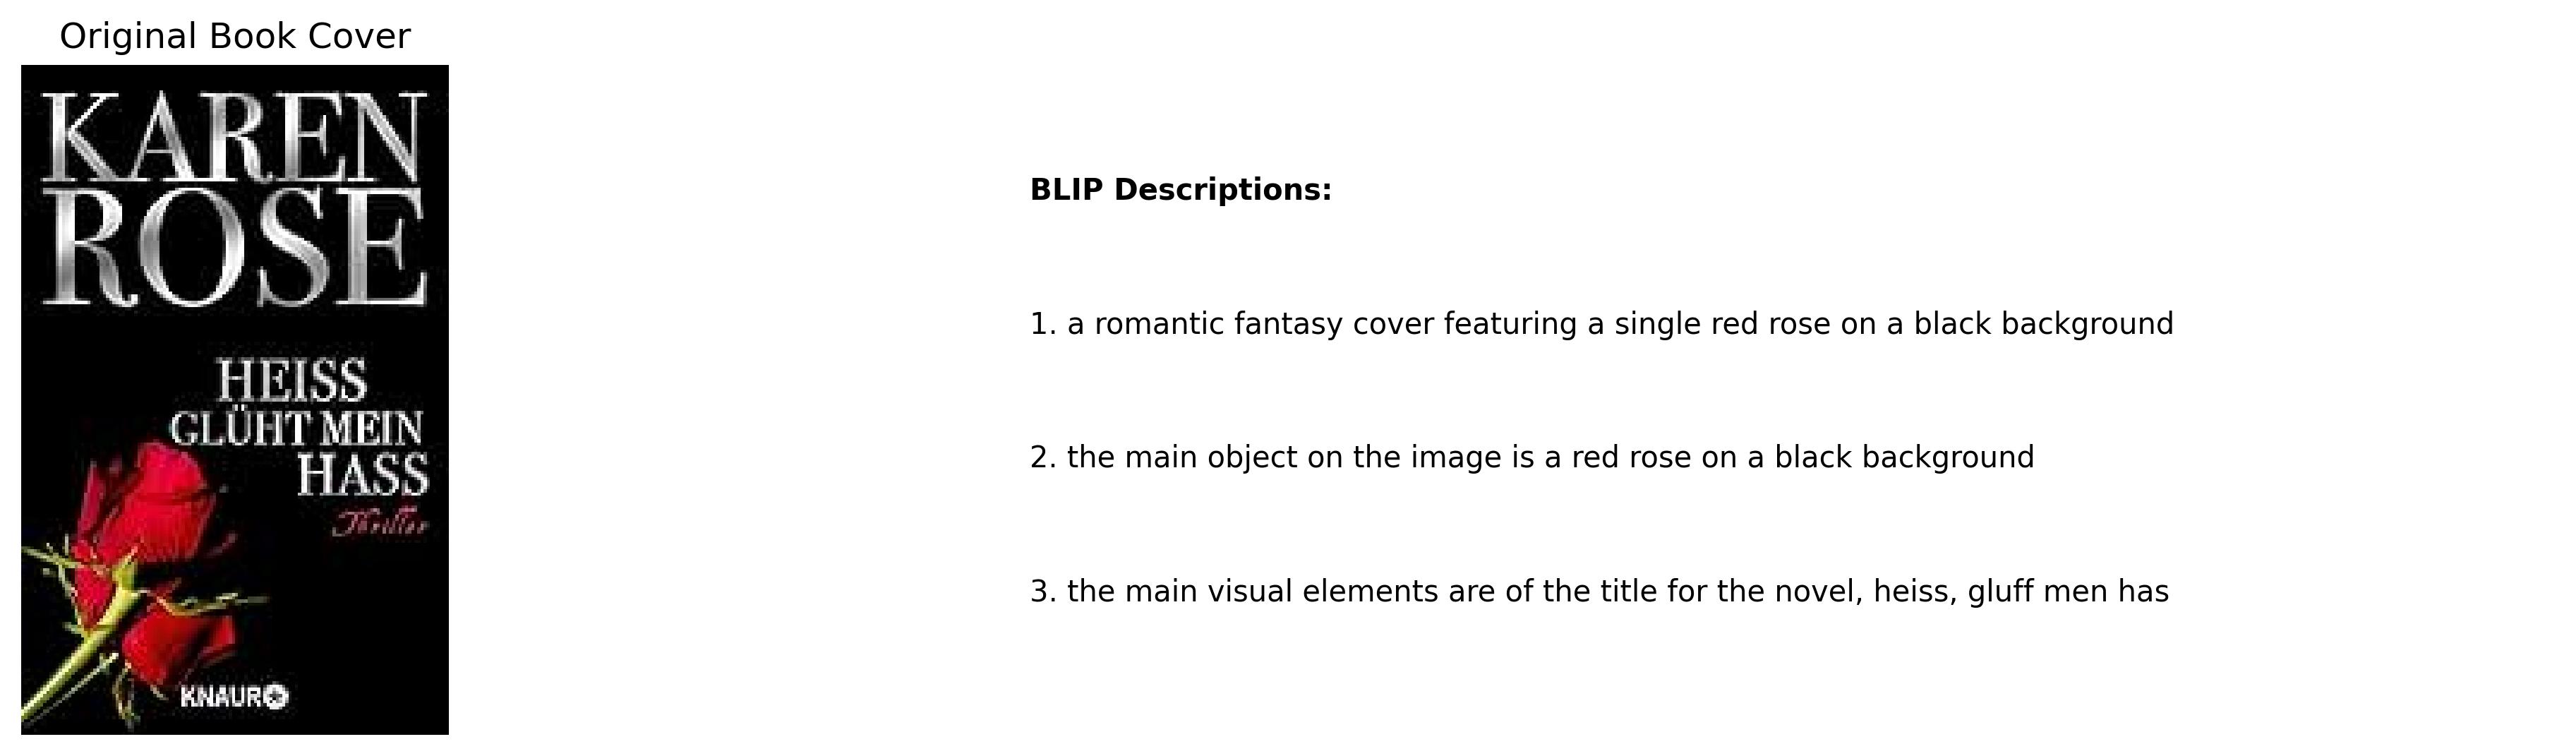 Original Book Cover
KAREN
ROSE
HEISS
GLÜHT MEIN
HASS
Thriller
KNAUR
BLIP Descriptions:
1. a romantic fantasy cover featuring a single red rose on a black background
2. the main object on the image is a red rose on a black background
3. the main visual elements are of the title for the novel, heiss, gluff men has